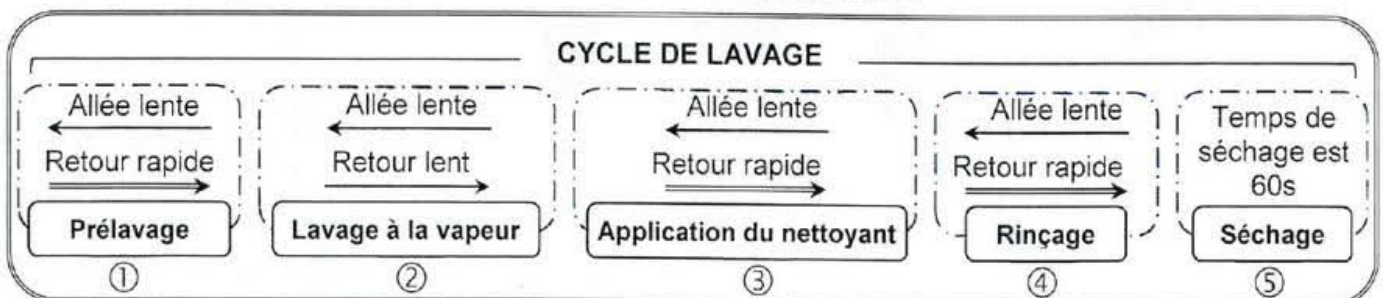 CYCLE DE LAVAGE
Allée lente
Retour rapide
Prélavage
①
Allée lente
Retour lent
Lavage à la vapeur
②
Allée lente
Retour rapide
Application du nettoyant
③
Allée lente
Retour rapide
Rinçage
④
Temps de
séchage est
60s
Séchage
⑤